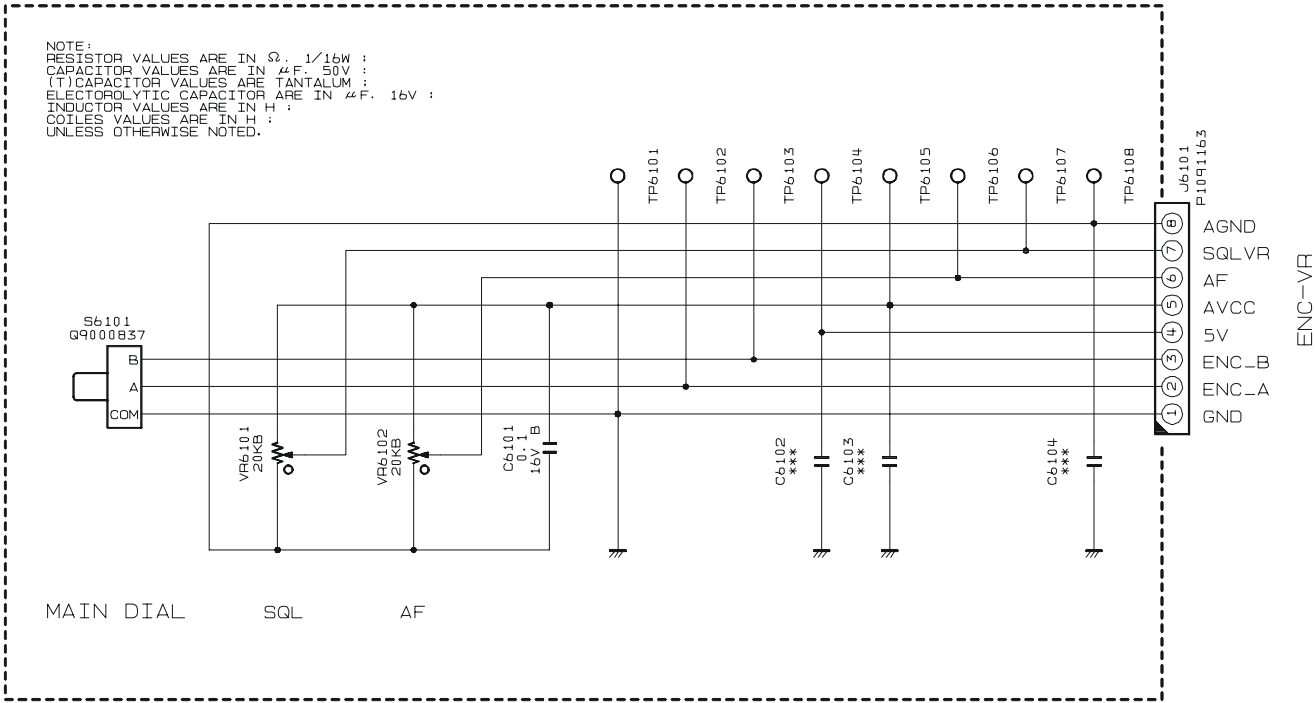 NOTE:
RESISTOR VALUES ARE IN Ω. 1/16W :
CAPACITOR VALUES ARE IN μF. 50V :
(T)CAPACITOR VALUES ARE TANTALUM :
ELECTOROLYTIC CAPACITOR ARE IN μF. 16V :
INDUCTOR VALUES ARE IN H :
COILES VALUES ARE IN H :
UNLESS OTHERWISE NOTED.
TP6101
TP6102
TP6103
TP6104
TP6105
TP6106
TP6107
TP6108
J6101
P1091163
8 AGND
7 SQLVR
6 AF
5 AVCC
4 5V
3 ENC_B
2 ENC_A
1 GND
ENC-VR
S6101
Q9000837
B
A
COM
VR6101
20KB
VR6102
20KB
C6101
0.1
16V B
C6102
***
C6103
***
C6104
***
MAIN DIAL
SQL
AF